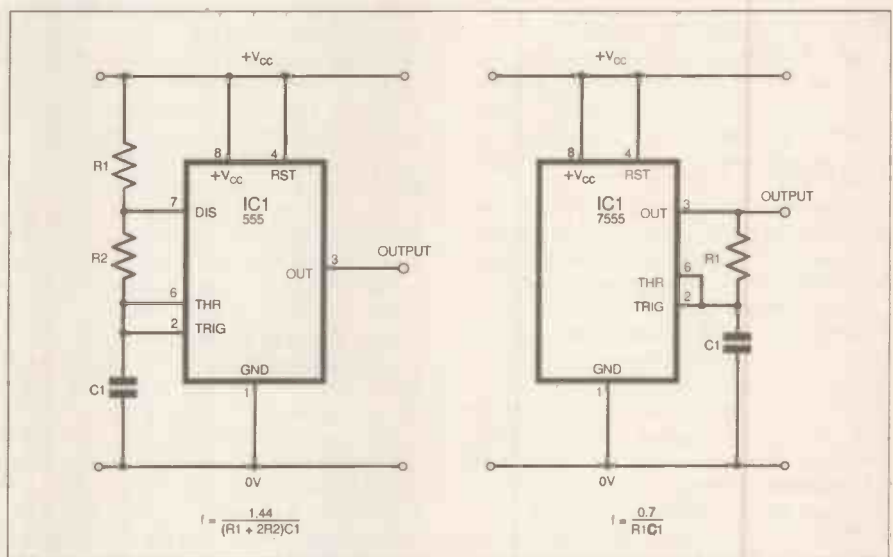 +VCC
R1
8
4
+VCC
RST
7
DIS
IC1
555
R2
OUTPUT
3
OUT
6
THR
2
TRIG
GND
C1
1
0V
f = 1.44
(R1 + 2R2)C1
+VCC
8
4
+VCC
RST
IC1
7555
3
OUT
OUTPUT
R1
6
THR
2
TRIG
C1
GND
1
0V
f = 0.7
R1C1